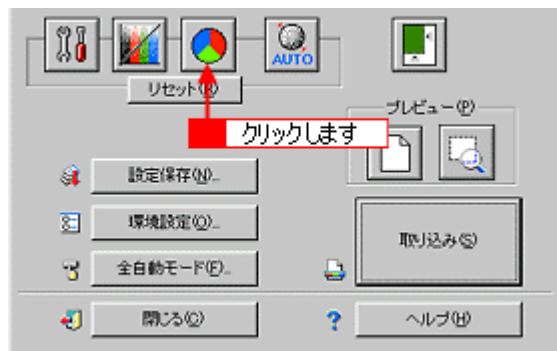 AUTO
リセット(R)
クリックします
プレビュー(P)
設定保存(N)...
環境設定(O)...
取り込み(S)
全自動モード(F)...
閉じる(C)
?
ヘルプ(H)